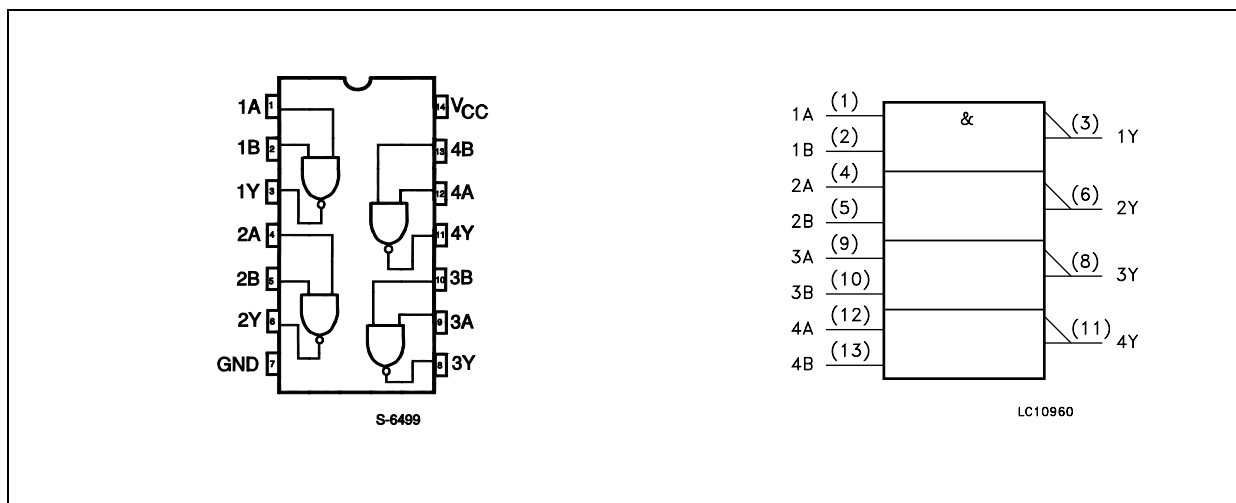 1A 1
1B 2
1Y 3
2A 4
2B 5
2Y 6
GND 7
14 VCC
13 4B
12 4A
11 4Y
10 3B
9 3A
8 3Y
S-6499
&
1A (1)
1B (2)
2A (4)
2B (5)
3A (9)
3B (10)
4A (12)
4B (13)
(3) 1Y
(6) 2Y
(8) 3Y
(11) 4Y
LC10960